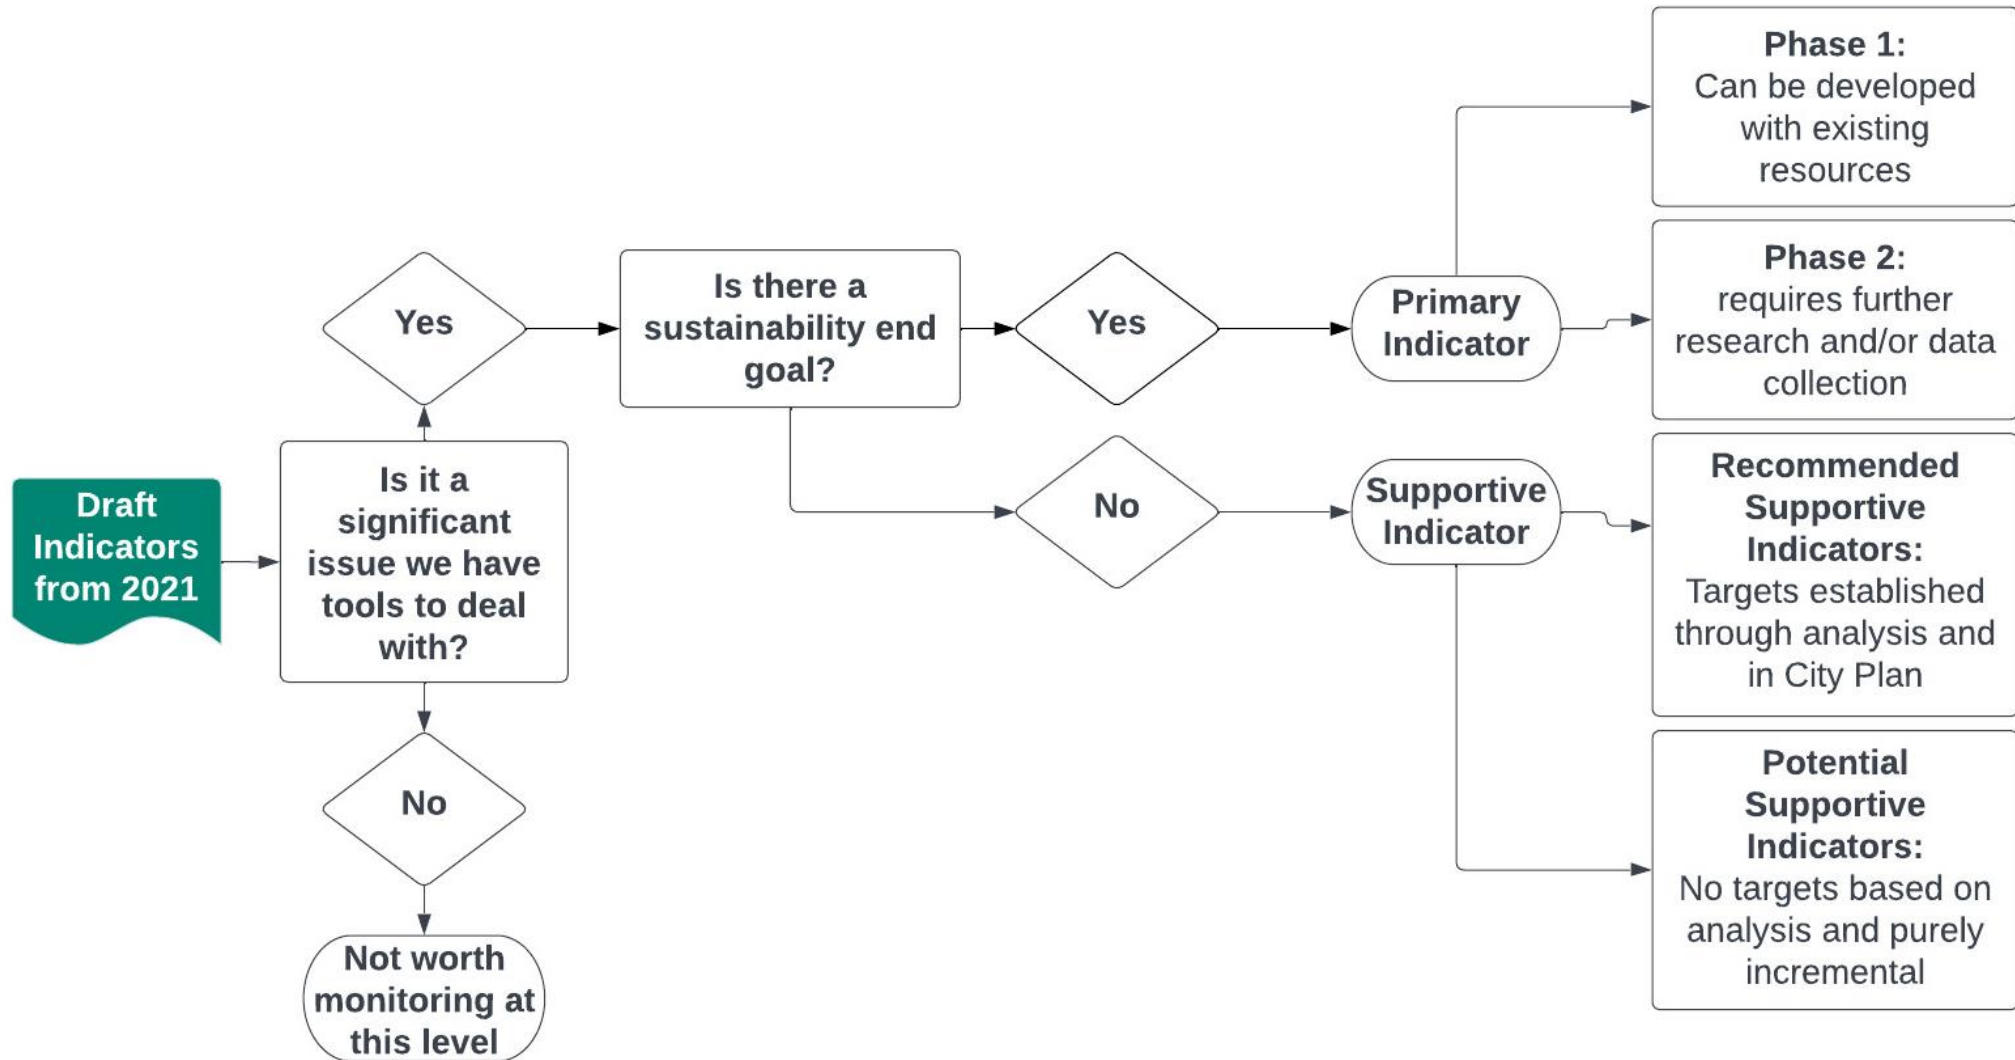 Draft
Indicators
from 2021
Is it a
significant
issue we have
tools to deal
with?
Yes
No
Not worth
monitoring at
this level
Is there a
sustainability end
goal?
Yes
No
Primary
Indicator
Supportive
Indicator
Phase 1:
Can be developed
with existing
resources
Phase 2:
requires further
research and/or data
collection
Recommended
Supportive
Indicators:
Targets established
through analysis and
in City Plan
Potential
Supportive
Indicators:
No targets based on
analysis and purely
incremental